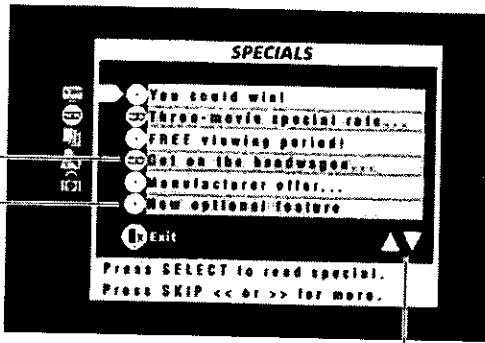 SPECIALS
You could win!
Three-movie special rate...
FREE viewing period!
Get on the bandwagon...
Manufacturer offer...
New optional feature
Exit
Press SELECT to read special.
Press SKIP << or >> for more.